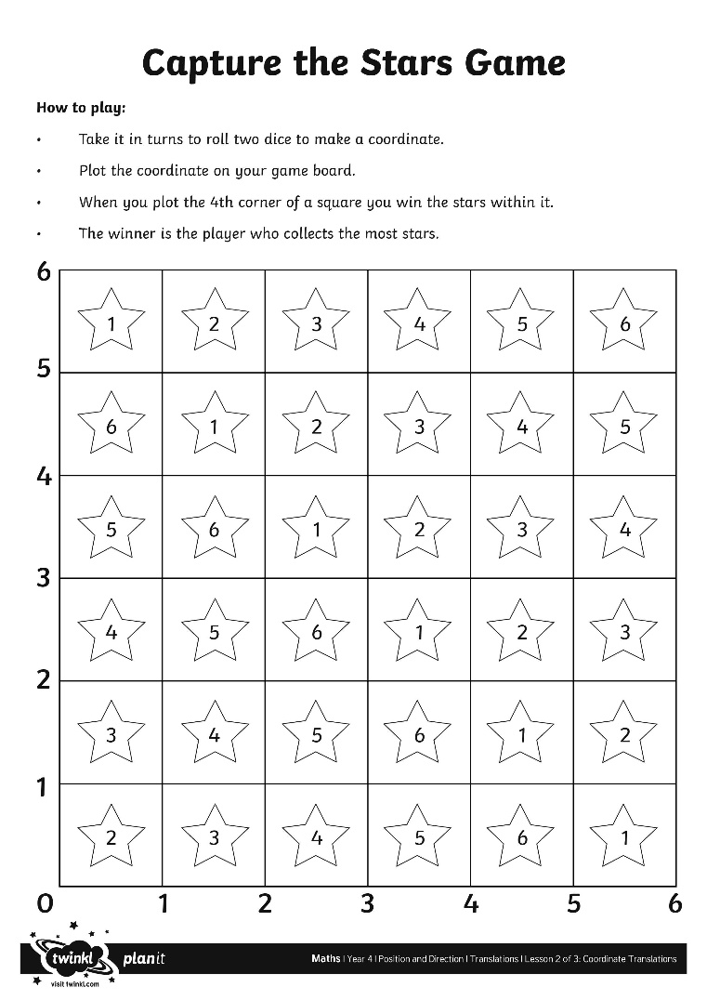 Capture the Stars Game
How to play:
• Take it in turns to roll two dice to make a coordinate.
• Plot the coordinate on your game board.
• When you plot the 4th corner of a square you win the stars within it.
• The winner is the player who collects the most stars.
6
1 2 3 4 5 6
5
6 1 2 3 4 5
4
5 6 1 2 3 4
3
4 5 6 1 2 3
2
3 4 5 6 1 2
1
2 3 4 5 6 1
0 1 2 3 4 5 6
twinkl planit
visit twinkl.com
Maths | Year 4 | Position and Direction | Translations | Lesson 2 of 3: Coordinate Translations